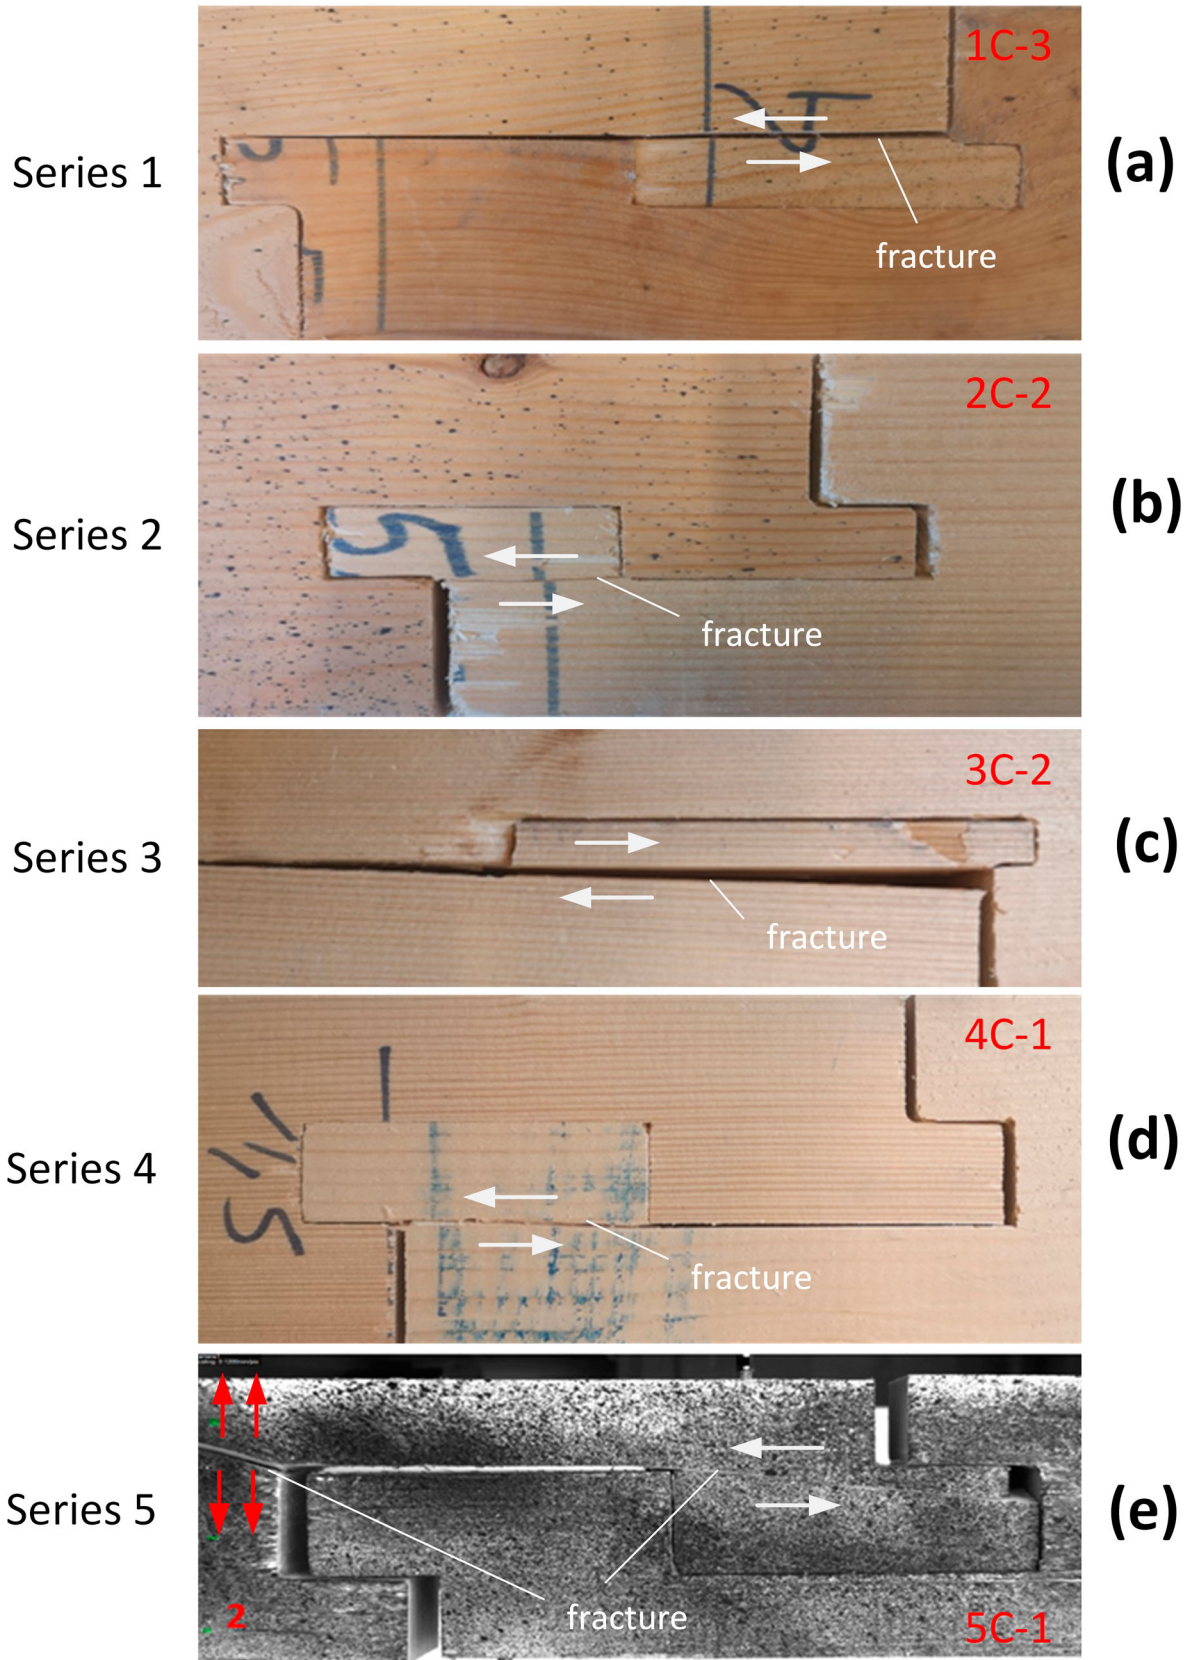 1C-3
Series 1
(a)
fracture
2C-2
Series 2
(b)
fracture
3C-2
Series 3
(c)
fracture
4C-1
Series 4
(d)
fracture
Series 5
(e)
2
fracture
5C-1